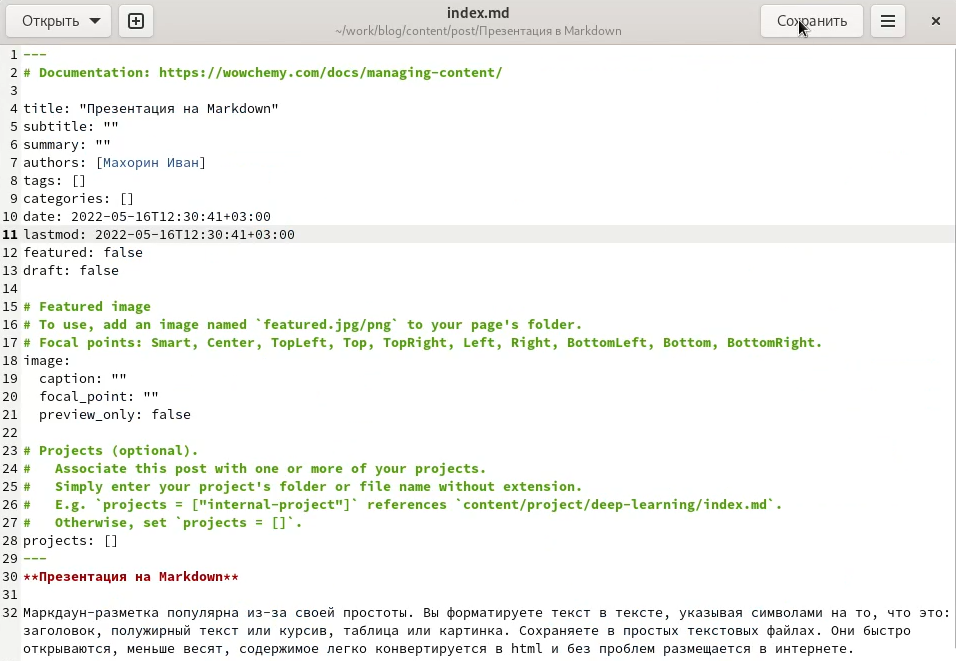 Открыть
index.md
~/work/blog/content/post/Презентация в Markdown
Сохранить
1 ---
2 # Documentation: https://wowchemy.com/docs/managing-content/
3
4 title: "Презентация на Markdown"
5 subtitle: ""
6 summary: ""
7 authors: [Махорин Иван]
8 tags: []
9 categories: []
10 date: 2022-05-16T12:30:41+03:00
11 lastmod: 2022-05-16T12:30:41+03:00
12 featured: false
13 draft: false
14
15 # Featured image
16 # To use, add an image named `featured.jpg/png` to your page's folder.
17 # Focal points: Smart, Center, TopLeft, Top, TopRight, Left, Right, BottomLeft, Bottom, BottomRight.
18 image:
19   caption: ""
20   focal_point: ""
21   preview_only: false
22
23 # Projects (optional).
24 #   Associate this post with one or more of your projects.
25 #   Simply enter your project's folder or file name without extension.
26 #   E.g. `projects = ["internal-project"]` references `content/project/deep-learning/index.md`.
27 #   Otherwise, set `projects = []`.
28 projects: []
29 ---
30 **Презентация на Markdown**
31
32 Маркдаун-разметка популярна из-за своей простоты. Вы форматируете текст в тексте, указывая символами на то, что это:
заголовок, полужирный текст или курсив, таблица или картинка. Сохраняете в простых текстовых файлах. Они быстро
открываются, меньше весят, содержимое легко конвертируется в html и без проблем размещается в интернете.